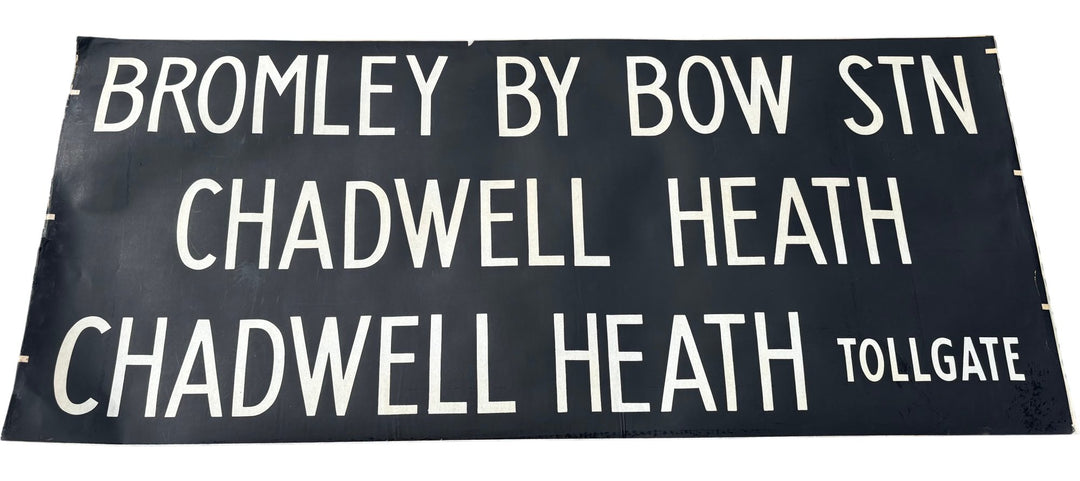 BROMLEY BY BOW STN
CHADWELL HEATH
CHADWELL HEATH TOLLGATE